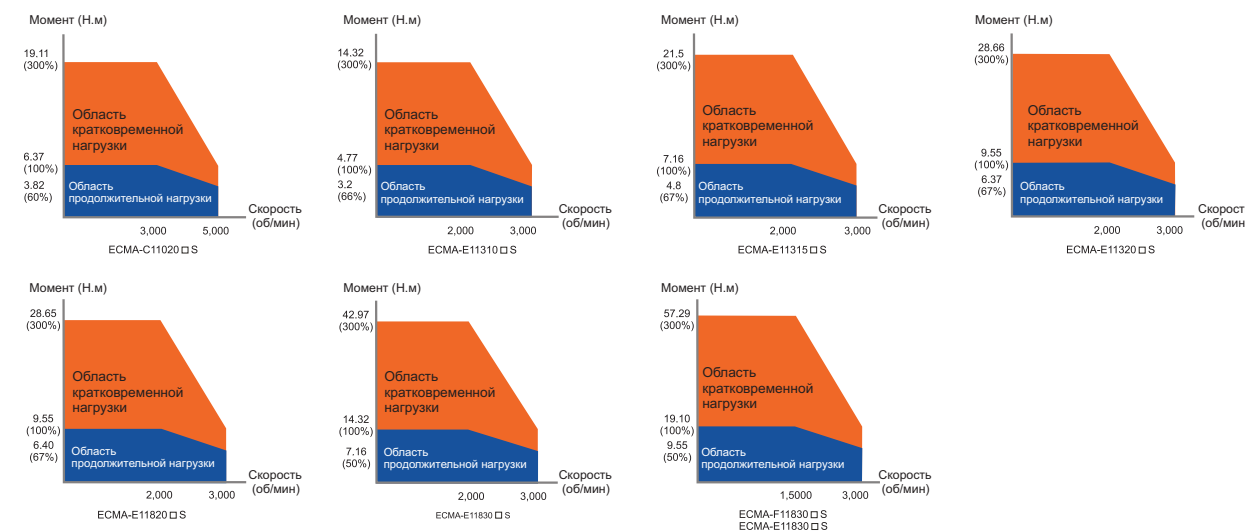 Момент (Н.м)
19.11
(300%)
Область
кратковременной
нагрузки
6.37
(100%)
3.82
(60%)
Область
продолжительной нагрузки
Скорость
(об/мин)
3,000 5,000
ECMA-C11020 □ S
Момент (Н.м)
14.32
(300%)
Область
кратковременной
нагрузки
4.77
(100%)
3.2
(66%)
Область
продолжительной нагрузки
Скорость
(об/мин)
2,000 3,000
ECMA-E11310 □ S
Момент (Н.м)
21.5
(300%)
Область
кратковременной
нагрузки
7.16
(100%)
4.8
(67%)
Область
продолжительной нагрузки
Скорость
(об/мин)
2,000 3,000
ECMA-E11315 □ S
Момент (Н.м)
28.66
(300%)
Область
кратковременной
нагрузки
9.55
(100%)
6.37
(67%)
Область
продолжительной нагрузки
Скорост
(об/мин
2,000 3,000
ECMA-E11320 □ S
Момент (Н.м)
28.65
(300%)
Область
кратковременной
нагрузки
9.55
(100%)
6.40
(67%)
Область
продолжительной нагрузки
Скорость
(об/мин)
2,000 3,000
ECMA-E11820 □ S
Момент (Н.м)
42.97
(300%)
Область
кратковременной
нагрузки
14.32
(100%)
7.16
(50%)
Область
продолжительной нагрузки
Скорость
(об/мин)
2,000 3,000
ECMA-E11830 □ S
Момент (Н.м)
57.29
(300%)
Область
кратковременной
нагрузки
19.10
(100%)
9.55
(50%)
Область
продолжительной нагрузки
Скорость
(об/мин)
1,5000 3,000
ECMA-F11830 □ S
ECMA-E11830 □ S